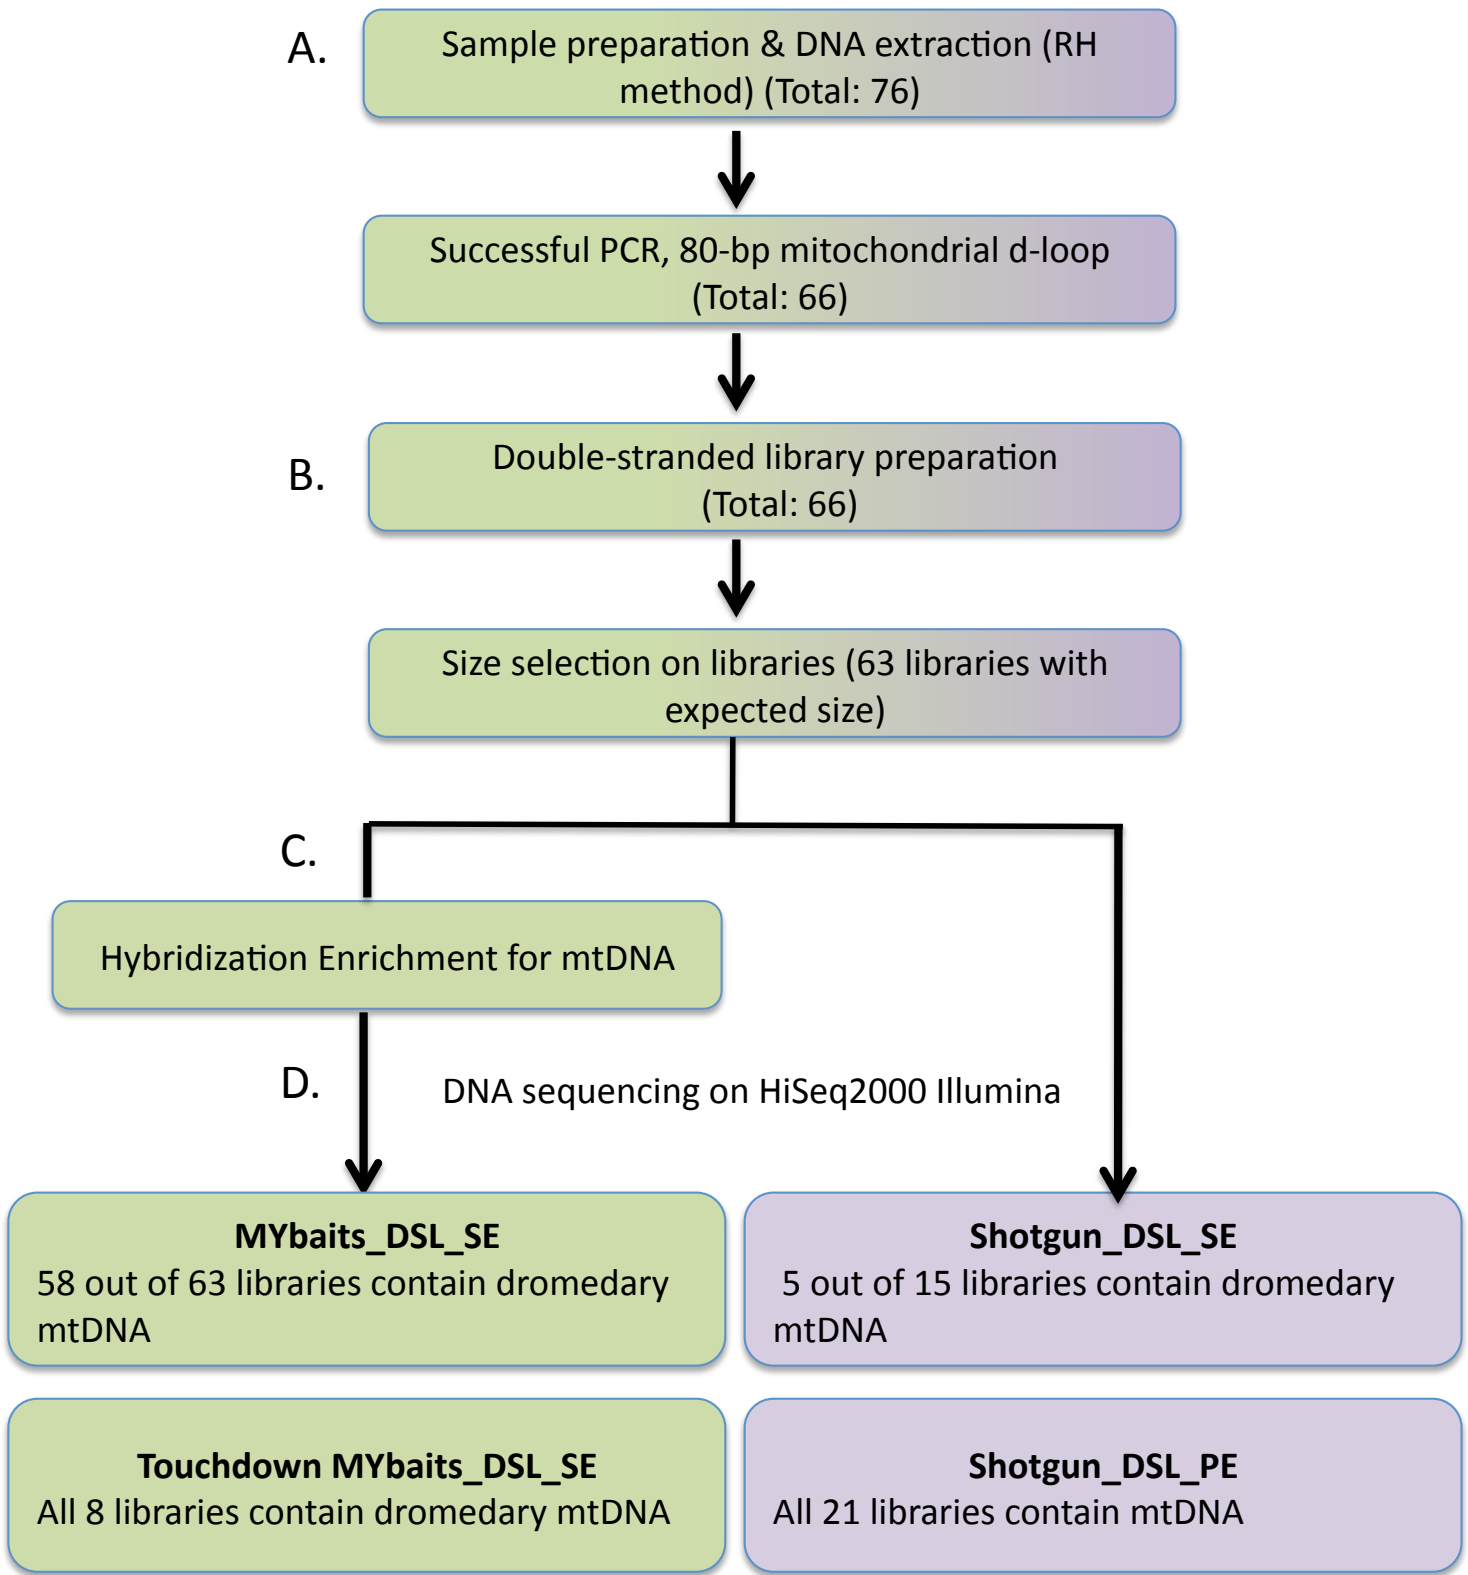 A.
Sample preparation & DNA extraction (RH
method) (Total: 76)
Successful PCR, 80-bp mitochondrial d-loop
(Total: 66)
B.
Double-stranded library preparation
(Total: 66)
Size selection on libraries (63 libraries with
expected size)
C.
Hybridization Enrichment for mtDNA
D.
DNA sequencing on HiSeq2000 Illumina
MYbaits_DSL_SE
58 out of 63 libraries contain dromedary
mtDNA
Shotgun_DSL_SE
5 out of 15 libraries contain dromedary
mtDNA
Touchdown MYbaits_DSL_SE
All 8 libraries contain dromedary mtDNA
Shotgun_DSL_PE
All 21 libraries contain mtDNA